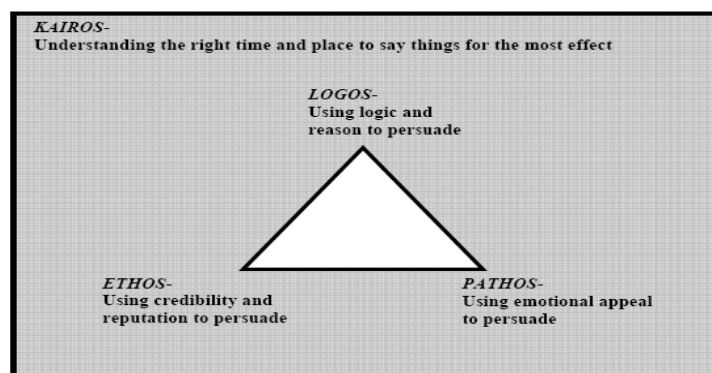 KAIROS-
Understanding the right time and place to say things for the most effect
LOGOS-
Using logic and
reason to persuade
ETHOS-
Using credibility and
reputation to persuade
PATHOS-
Using emotional appeal
to persuade